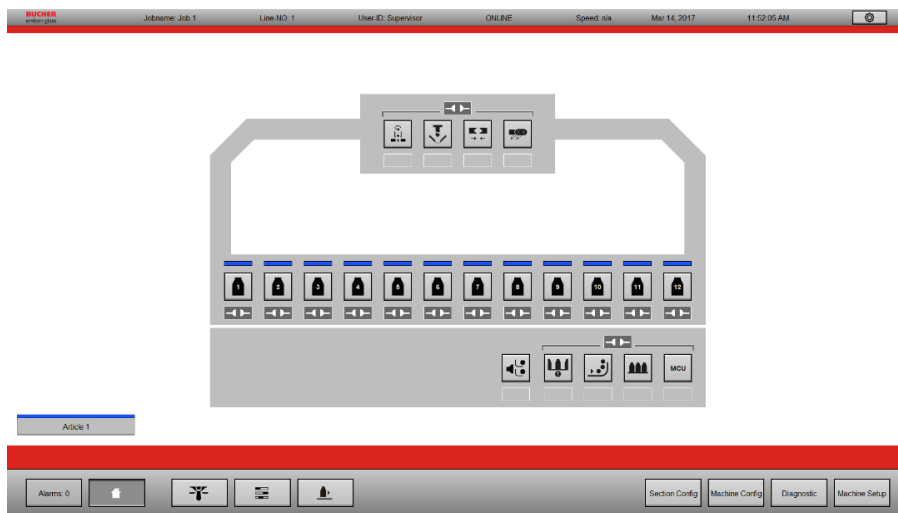 BUCHER
emhart glass
Jobname: Job 1
Line-NO: 1
User-ID: Supervisor
ONLINE
Speed: n/a
Mar 14, 2017
11:52:05 AM
1 2 3 4 5 6 7 8 9 10 11 12
MCU
Article 1
Alarms: 0
Section Config
Machine Config
Diagnostic
Machine Setup